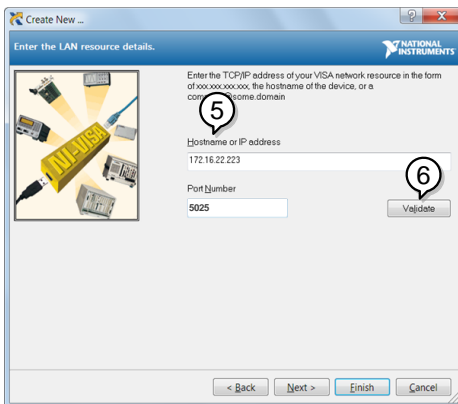 Create New ...
?
X
Enter the LAN resource details.
NATIONAL
INSTRUMENTS
Enter the TCP/IP address of your VISA network resource in the form
of xxx.xxx.xxx.xxx, the hostname of the device, or a
some.domain
5
Hostname or IP address
172.16.22.223
6
Port Number
5025
Validate
NI-VISA
< Back
Next >
Finish
Cancel